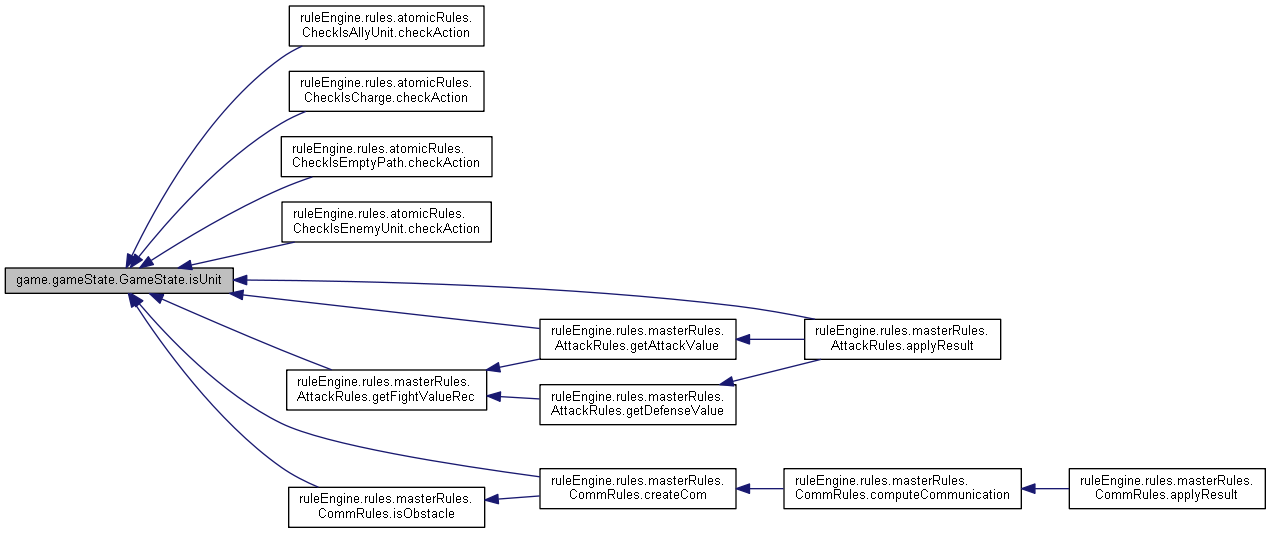 ruleEngine.rules.atomicRules.
CheckIsAllyUnit.checkAction
ruleEngine.rules.atomicRules.
CheckIsCharge.checkAction
ruleEngine.rules.atomicRules.
CheckIsEmptyPath.checkAction
ruleEngine.rules.atomicRules.
CheckIsEnemyUnit.checkAction
game.gameState.GameState.isUnit
ruleEngine.rules.masterRules.
AttackRules.getAttackValue
ruleEngine.rules.masterRules.
AttackRules.applyResult
ruleEngine.rules.masterRules.
AttackRules.getFightValueRec
ruleEngine.rules.masterRules.
AttackRules.getDefenseValue
ruleEngine.rules.masterRules.
CommRules.createCom
ruleEngine.rules.masterRules.
CommRules.computeCommunication
ruleEngine.rules.masterRules.
CommRules.applyResult
ruleEngine.rules.masterRules.
CommRules.isObstacle